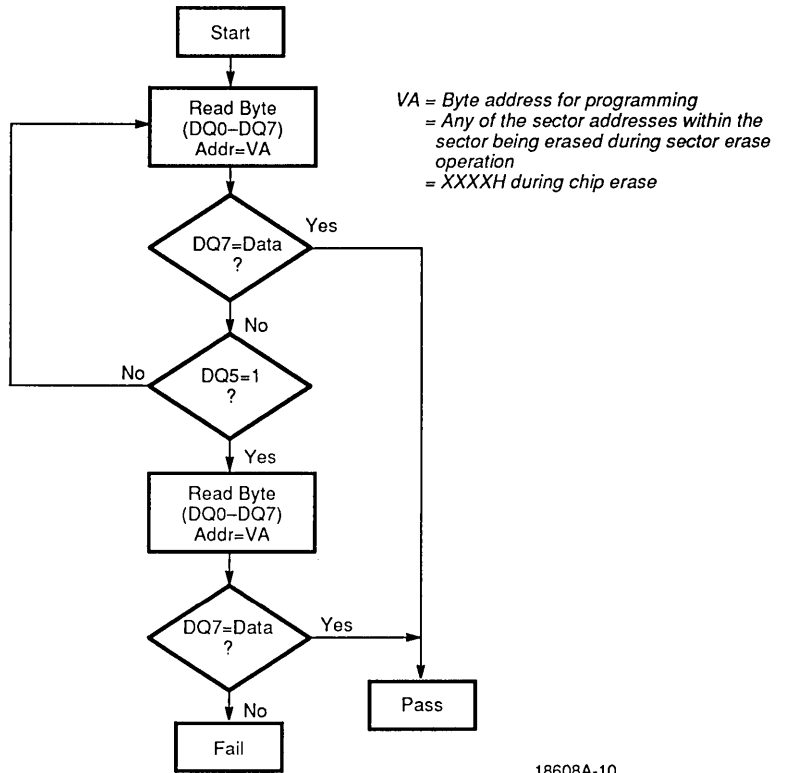 Start
Read Byte
(DQ0–DQ7)
Addr=VA
VA = Byte address for programming
= Any of the sector addresses within the
sector being erased during sector erase
operation
= XXXXH during chip erase
Yes
DQ7=Data
?
No
No
DQ5=1
?
Yes
Read Byte
(DQ0–DQ7)
Addr=VA
DQ7=Data
?
Yes
No
Pass
Fail
18608A-10